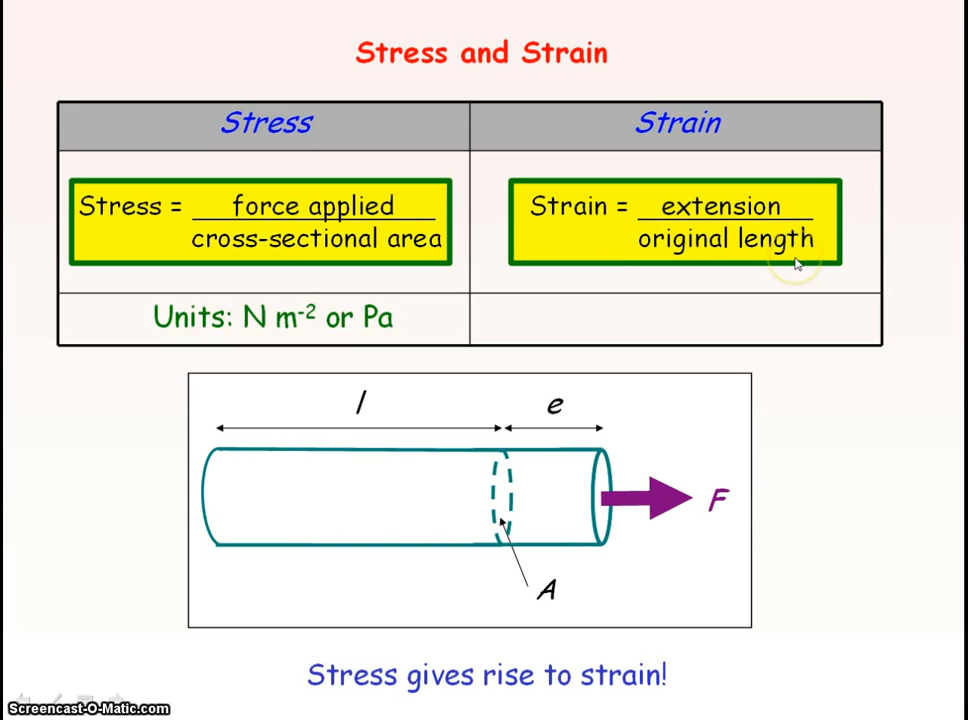 Stress and Strain
Stress
Strain
Stress = force applied
cross-sectional area
Strain = extension
original length
Units: N m-2 or Pa
l
e
F
A
Stress gives rise to strain!
Screencast-O-Matic.com